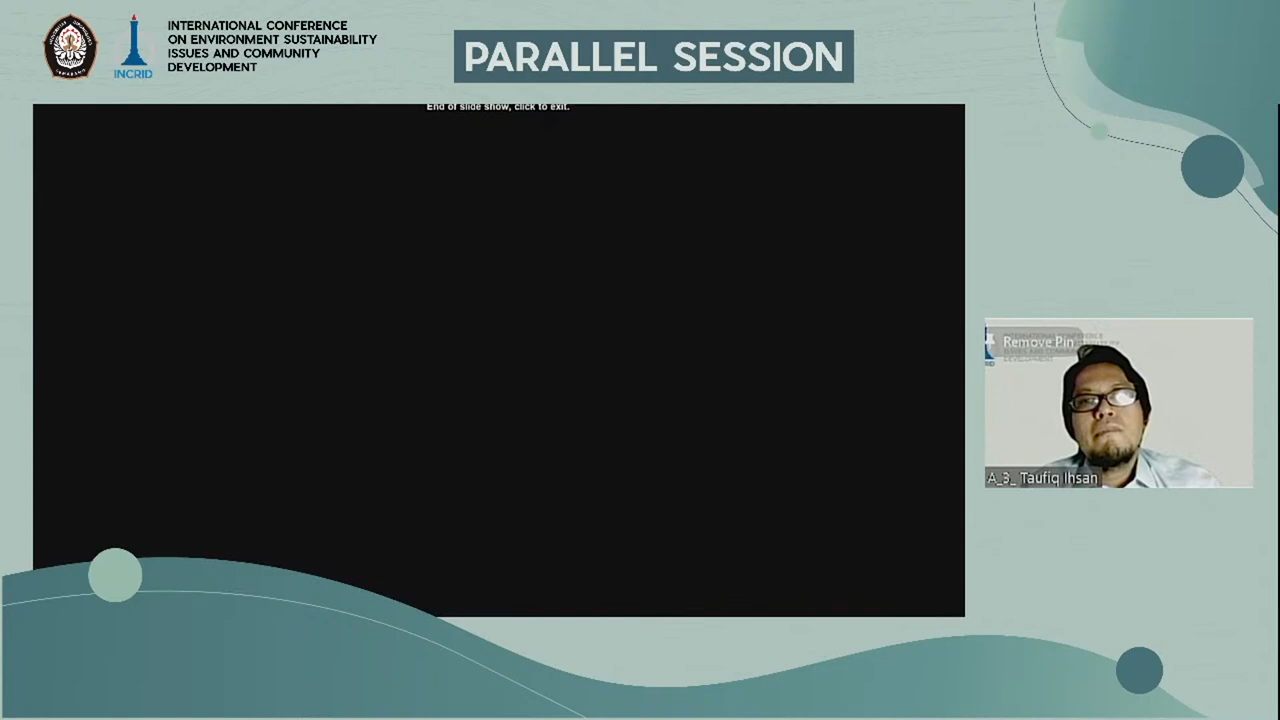 INTERNATIONAL CONFERENCE
ON ENVIRONMENT SUSTAINABILITY
ISSUES AND COMMUNITY
DEVELOPMENT
INCRID
PARALLEL SESSION
End of slide show, click to exit.
Remove Pin
A_3_ Taufiq Ihsan